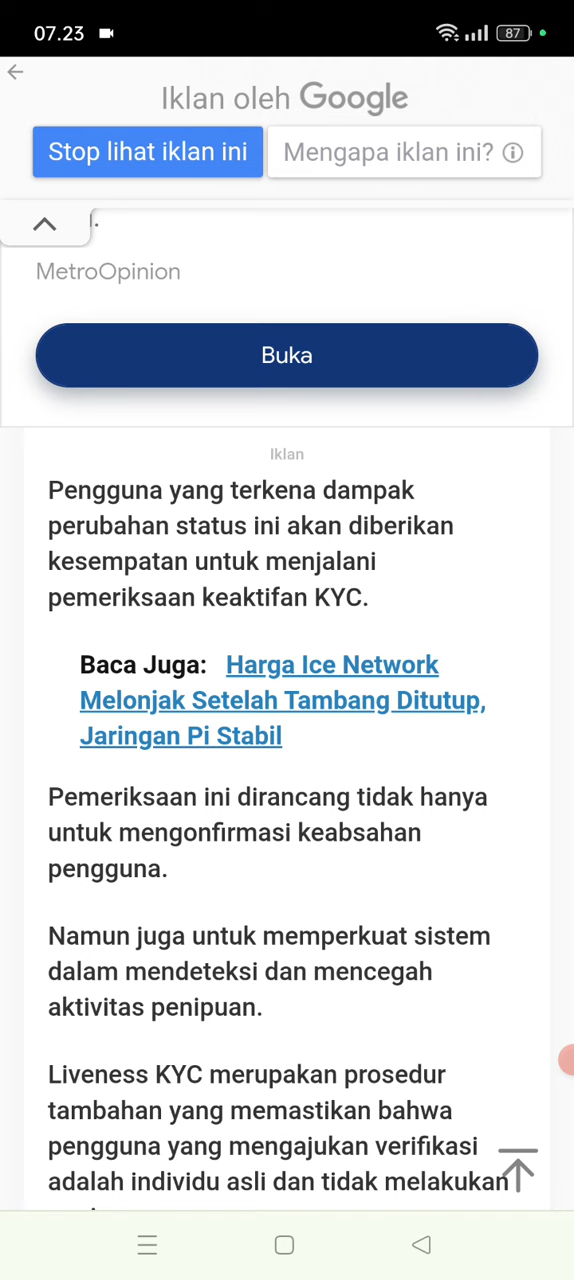 07.23
87
Iklan oleh Google
Stop lihat iklan ini
Mengapa iklan ini?
MetroOpinion
Buka
Iklan
Pengguna yang terkena dampak
perubahan status ini akan diberikan
kesempatan untuk menjalani
pemeriksaan keaktifan KYC.
Baca Juga: Harga Ice Network
Melonjak Setelah Tambang Ditutup,
Jaringan Pi Stabil
Pemeriksaan ini dirancang tidak hanya
untuk mengonfirmasi keabsahan
pengguna.
Namun juga untuk memperkuat sistem
dalam mendeteksi dan mencegah
aktivitas penipuan.
Liveness KYC merupakan prosedur
tambahan yang memastikan bahwa
pengguna yang mengajukan verifikasi
adalah individu asli dan tidak melakukan